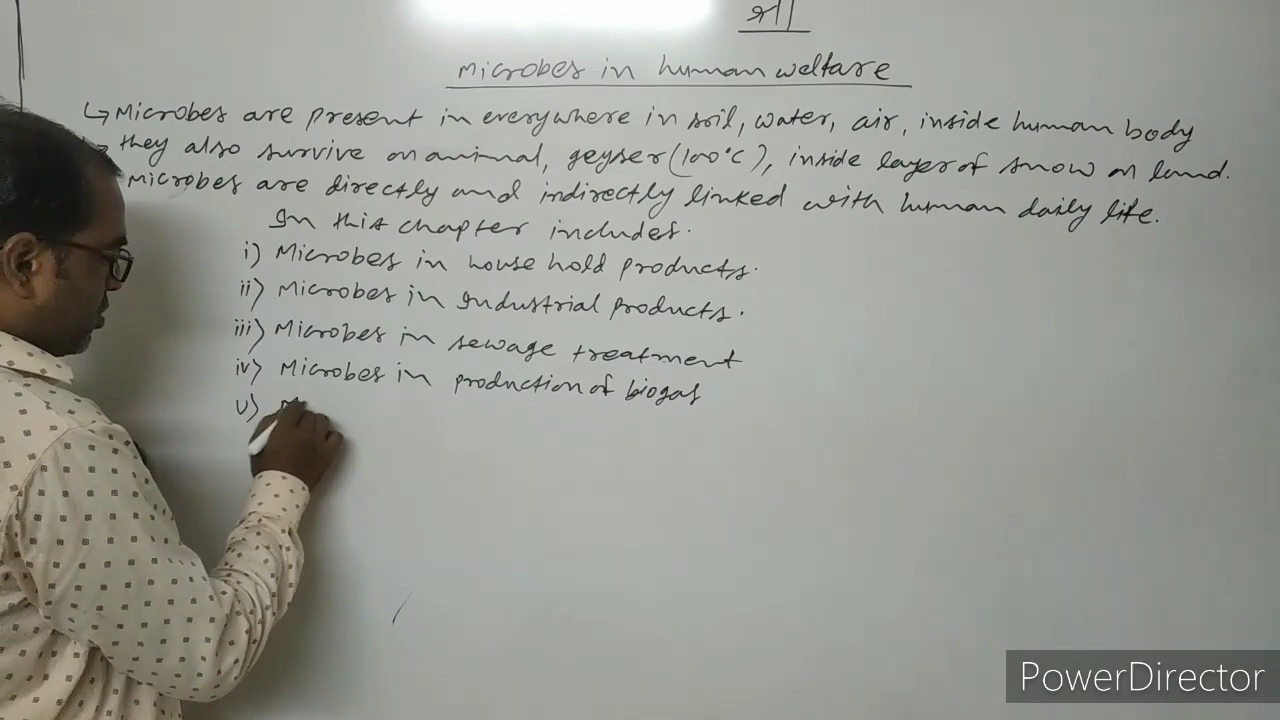 श्री
Microbes in human welfare
↳ Microbes are present in everywhere in soil, water, air, inside human body
they also survive on animal, geyser (100°C), inside layer of snow on land.
Microbes are directly and indirectly linked with human daily life.
In this chapter includes.
i) Microbes in house hold products.
ii) Microbes in Industrial products.
iii) Microbes in sewage treatment
iv) Microbes in production of biogas
v) M
PowerDirector